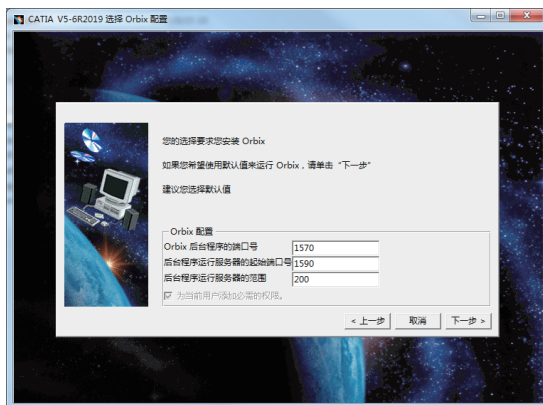 CATIA V5-6R2019 选择 Orbix 配置
您的选择要求您安装 Orbix
如果您希望使用默认值来运行 Orbix，请单击 “下一步”
建议您选择默认值
Orbix 配置
Orbix 后台程序的端口号 1570
后台程序运行服务器的起始端口号 1590
后台程序运行服务器的范围 200
为当前用户添加必需的权限。
< 上一步 取消 下一步 >